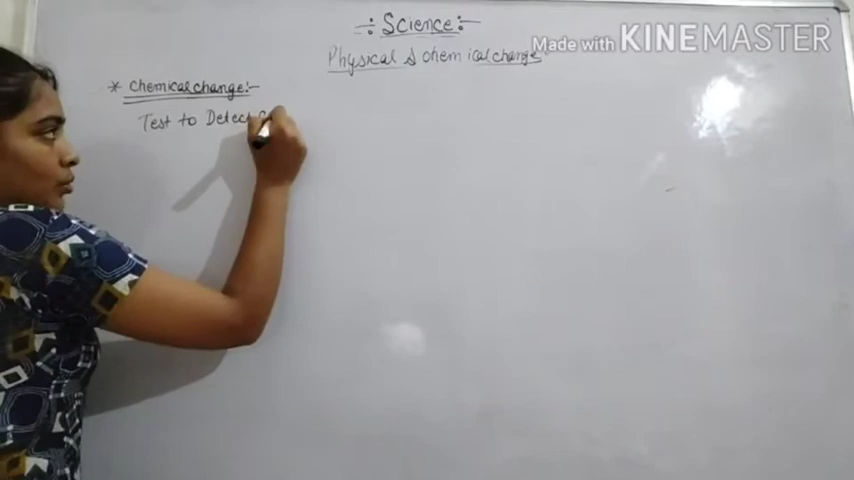 -: Science :-
Physical & chemical change
Made with KINEMASTER
* Chemical change :-
Test to Detect